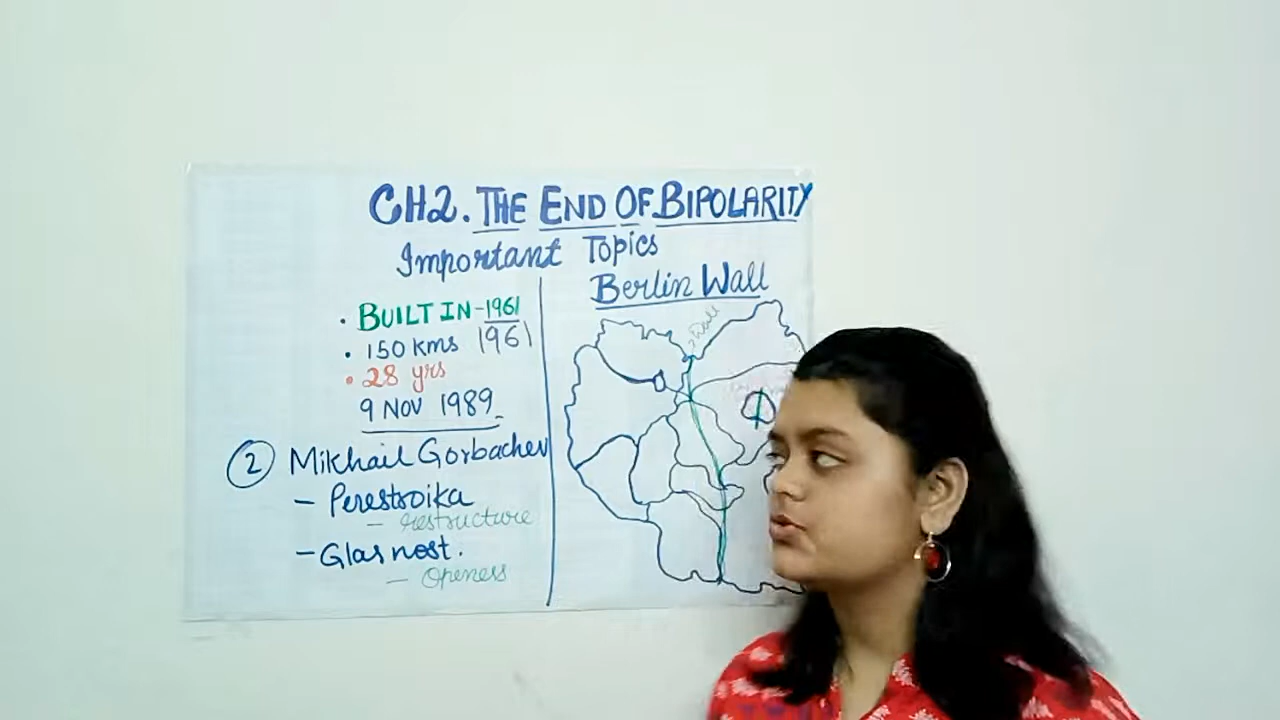 CH2. THE END OF BIPOLARITY
Important Topics
Berlin Wall
· BUILT IN - 1961
· 150 kms 1961
· 28 yrs
9 NOV 1989
② Mikhail Gorbachev
- Perestroika
- restructure
- Glasnost.
- Openess
Wall